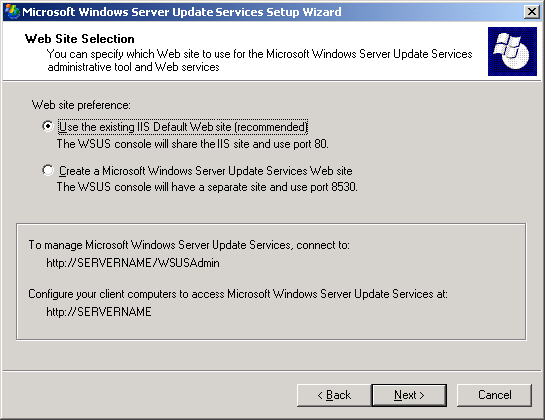 Microsoft Windows Server Update Services Setup Wizard
Web Site Selection
You can specify which Web site to use for the Microsoft Windows Server Update Services
administrative tool and Web services
Web site preference:
Use the existing IIS Default Web site (recommended)
The WSUS console will share the IIS site and use port 80.
Create a Microsoft Windows Server Update Services Web site
The WSUS console will have a separate site and use port 8530.
To manage Microsoft Windows Server Update Services, connect to:
http://SERVERNAME/WSUSAdmin
Configure your client computers to access Microsoft Windows Server Update Services at:
http://SERVERNAME
< Back Next > Cancel